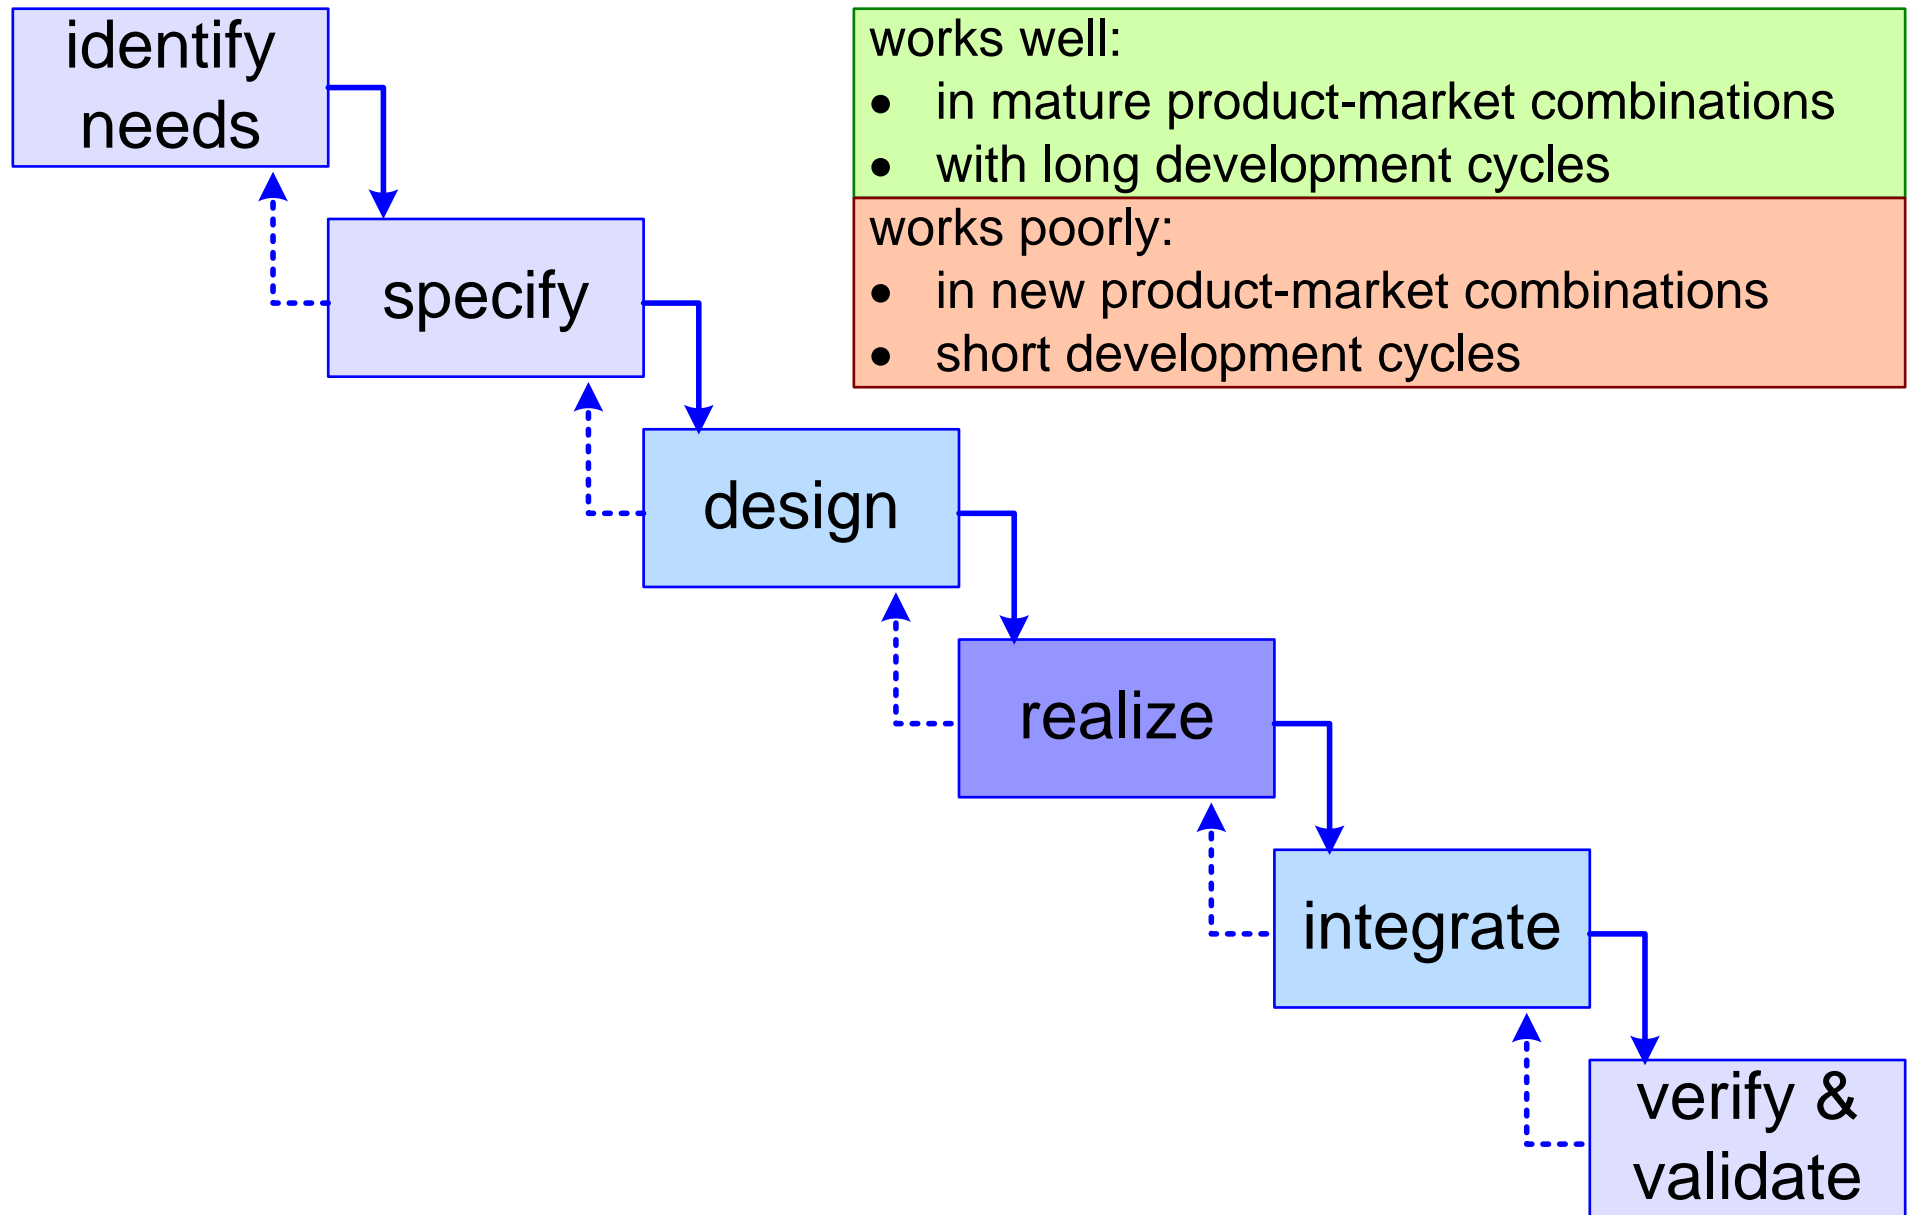 identify
needs
works well:
• in mature product-market combinations
• with long development cycles
works poorly:
• in new product-market combinations
• short development cycles
specify
design
realize
integrate
verify &
validate